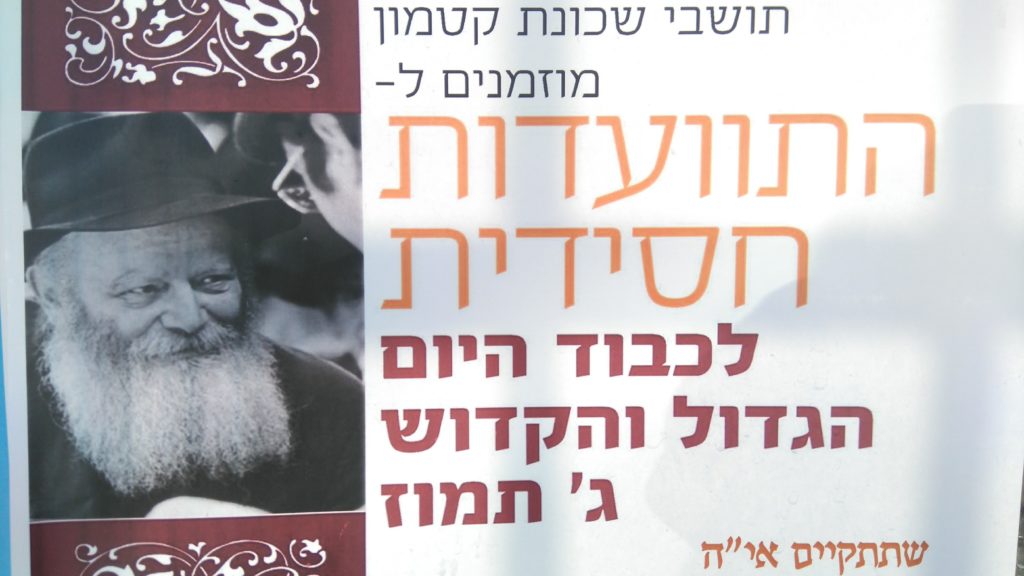 תושבי שכונת קטמון
מוזמנים ל-
התוועדות
חסידית
לכבוד היום
הגדול והקדוש
ג' תמוז
שתתקיים אי"ה